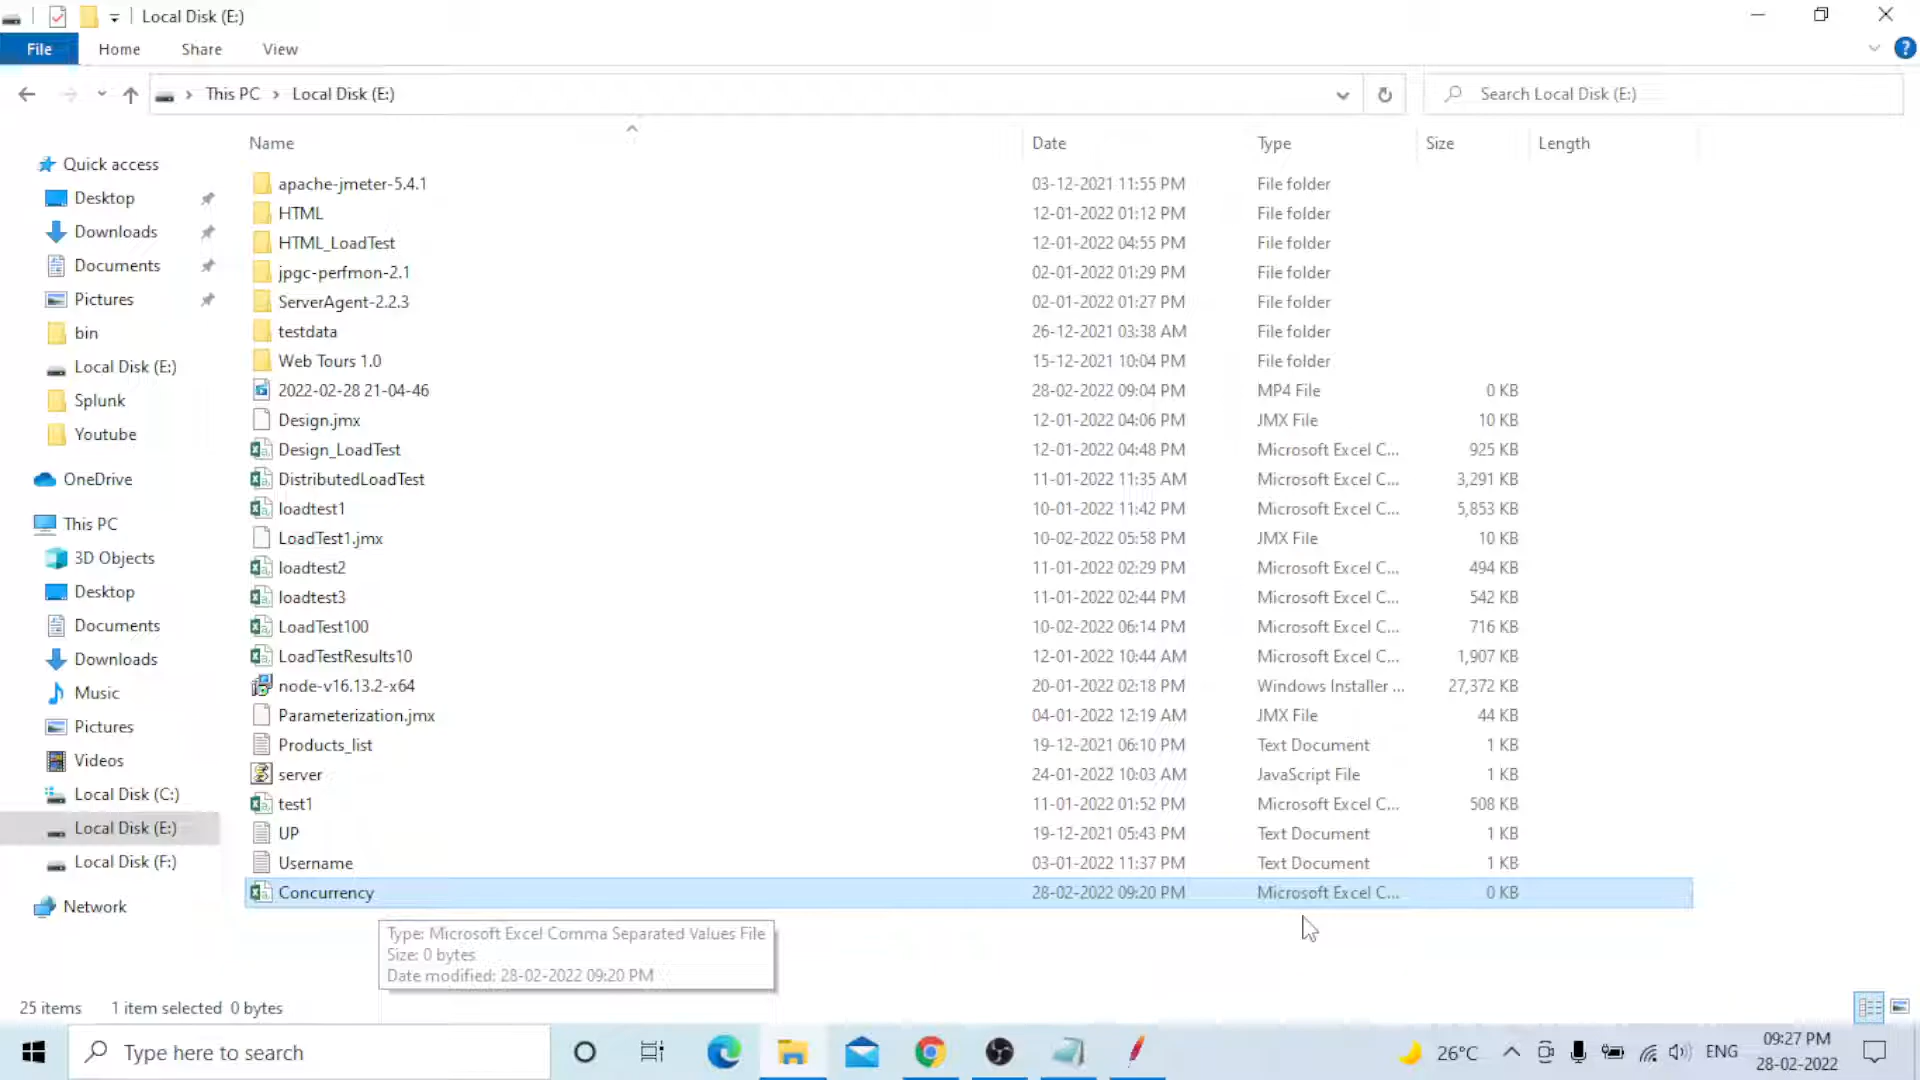 Local Disk (E:)
File Home Share View
This PC Local Disk (E:) Search Local Disk (E:)
Name Date Type Size Length
Quick access
Desktop
Downloads
Documents
Pictures
bin
Local Disk (E:)
Splunk
Youtube
OneDrive
This PC
3D Objects
Desktop
Documents
Downloads
Music
Pictures
Videos
Local Disk (C:)
Local Disk (E:)
Local Disk (F:)
Network
apache-jmeter-5.4.1 03-12-2021 11:55 PM File folder
HTML 12-01-2022 01:12 PM File folder
HTML_LoadTest 12-01-2022 04:55 PM File folder
jpgc-perfmon-2.1 02-01-2022 01:29 PM File folder
ServerAgent-2.2.3 02-01-2022 01:27 PM File folder
testdata 26-12-2021 03:38 AM File folder
Web Tours 1.0 15-12-2021 10:04 PM File folder
2022-02-28 21-04-46 28-02-2022 09:04 PM MP4 File 0 KB
Design.jmx 12-01-2022 04:06 PM JMX File 10 KB
Design_LoadTest 12-01-2022 04:48 PM Microsoft Excel C... 925 KB
DistributedLoadTest 11-01-2022 11:35 AM Microsoft Excel C... 3,291 KB
loadtest1 10-01-2022 11:42 PM Microsoft Excel C... 5,853 KB
LoadTest1.jmx 10-02-2022 05:58 PM JMX File 10 KB
loadtest2 11-01-2022 02:29 PM Microsoft Excel C... 494 KB
loadtest3 11-01-2022 02:44 PM Microsoft Excel C... 542 KB
LoadTest100 10-02-2022 06:14 PM Microsoft Excel C... 716 KB
LoadTestResults10 12-01-2022 10:44 AM Microsoft Excel C... 1,907 KB
node-v16.13.2-x64 20-01-2022 02:18 PM Windows Installer ... 27,372 KB
Parameterization.jmx 04-01-2022 12:19 AM JMX File 44 KB
Products_list 19-12-2021 06:10 PM Text Document 1 KB
server 24-01-2022 10:03 AM JavaScript File 1 KB
test1 11-01-2022 01:52 PM Microsoft Excel C... 508 KB
UP 19-12-2021 05:43 PM Text Document 1 KB
Username 03-01-2022 11:37 PM Text Document 1 KB
Concurrency 28-02-2022 09:20 PM Microsoft Excel C... 0 KB
Type: Microsoft Excel Comma Separated Values File
Size: 0 bytes
Date modified: 28-02-2022 09:20 PM
25 items 1 item selected 0 bytes
Type here to search
26°C ENG
09:27 PM
28-02-2022